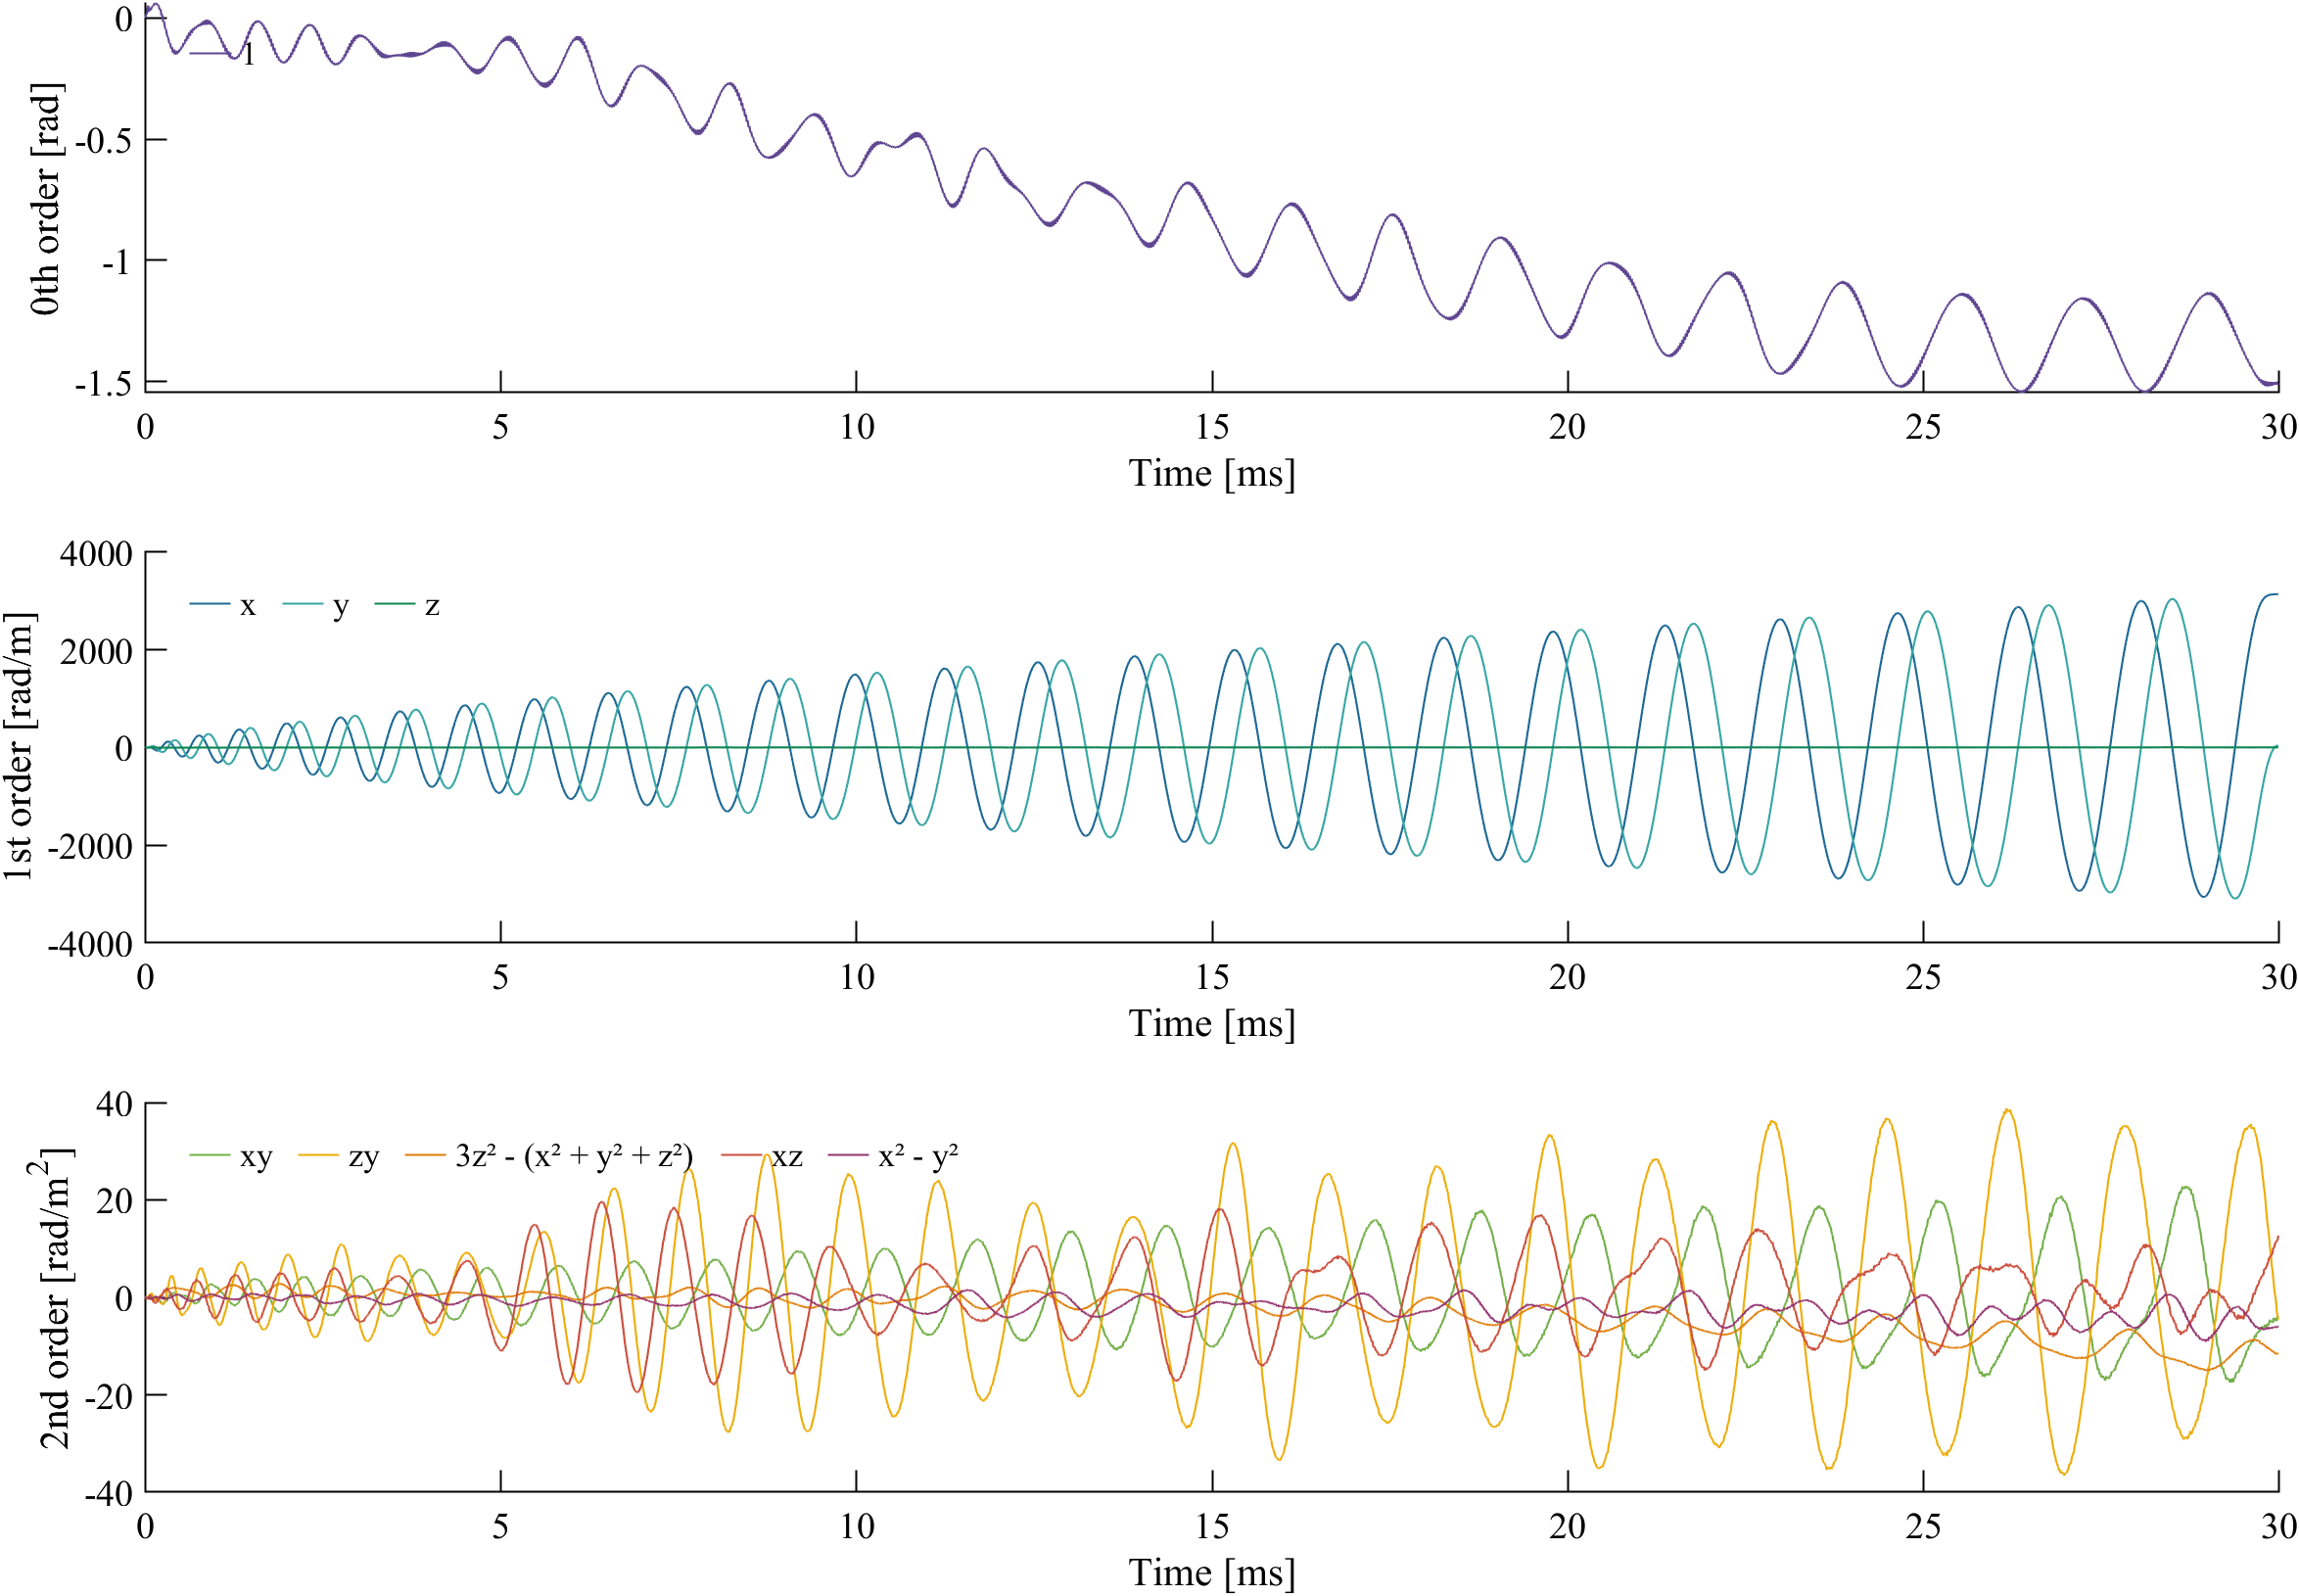 0
-0.5
-1
-1.5
0th order [rad]
1
0 5 10 15 20 25 30
Time [ms]
4000
2000
0
-2000
-4000
1st order [rad/m]
x y z
0 5 10 15 20 25 30
Time [ms]
40
20
0
-20
-40
2nd order [rad/m²]
xy zy 3z² - (x² + y² + z²) xz x² - y²
0 5 10 15 20 25 30
Time [ms]